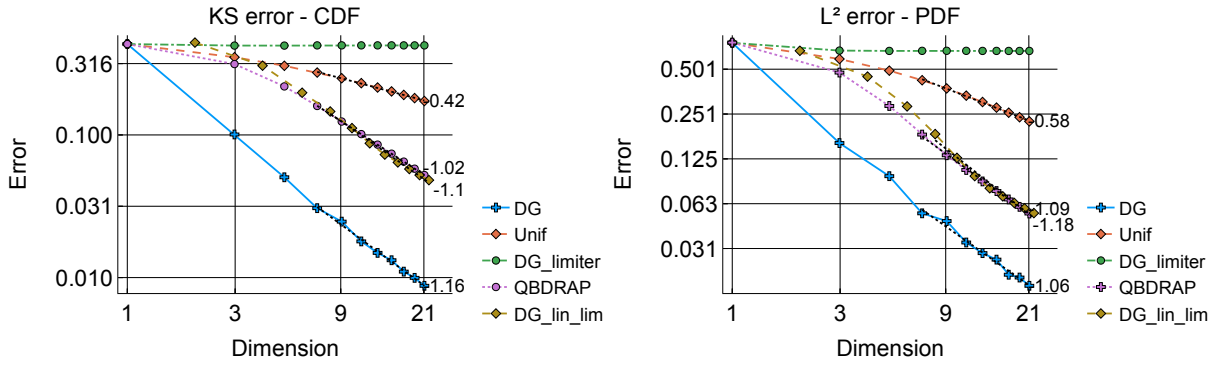 KS error - CDF
0.316
0.100
0.031
0.010
Error
1
3
9
21
Dimension
0.42
-1.02
-1.1
1.16
DG
Unif
DG_limiter
QBDRAP
DG_lin_lim
L² error - PDF
0.501
0.251
0.125
0.063
0.031
Error
1
3
9
21
Dimension
0.58
1.09
-1.18
1.06
DG
Unif
DG_limiter
QBDRAP
DG_lin_lim